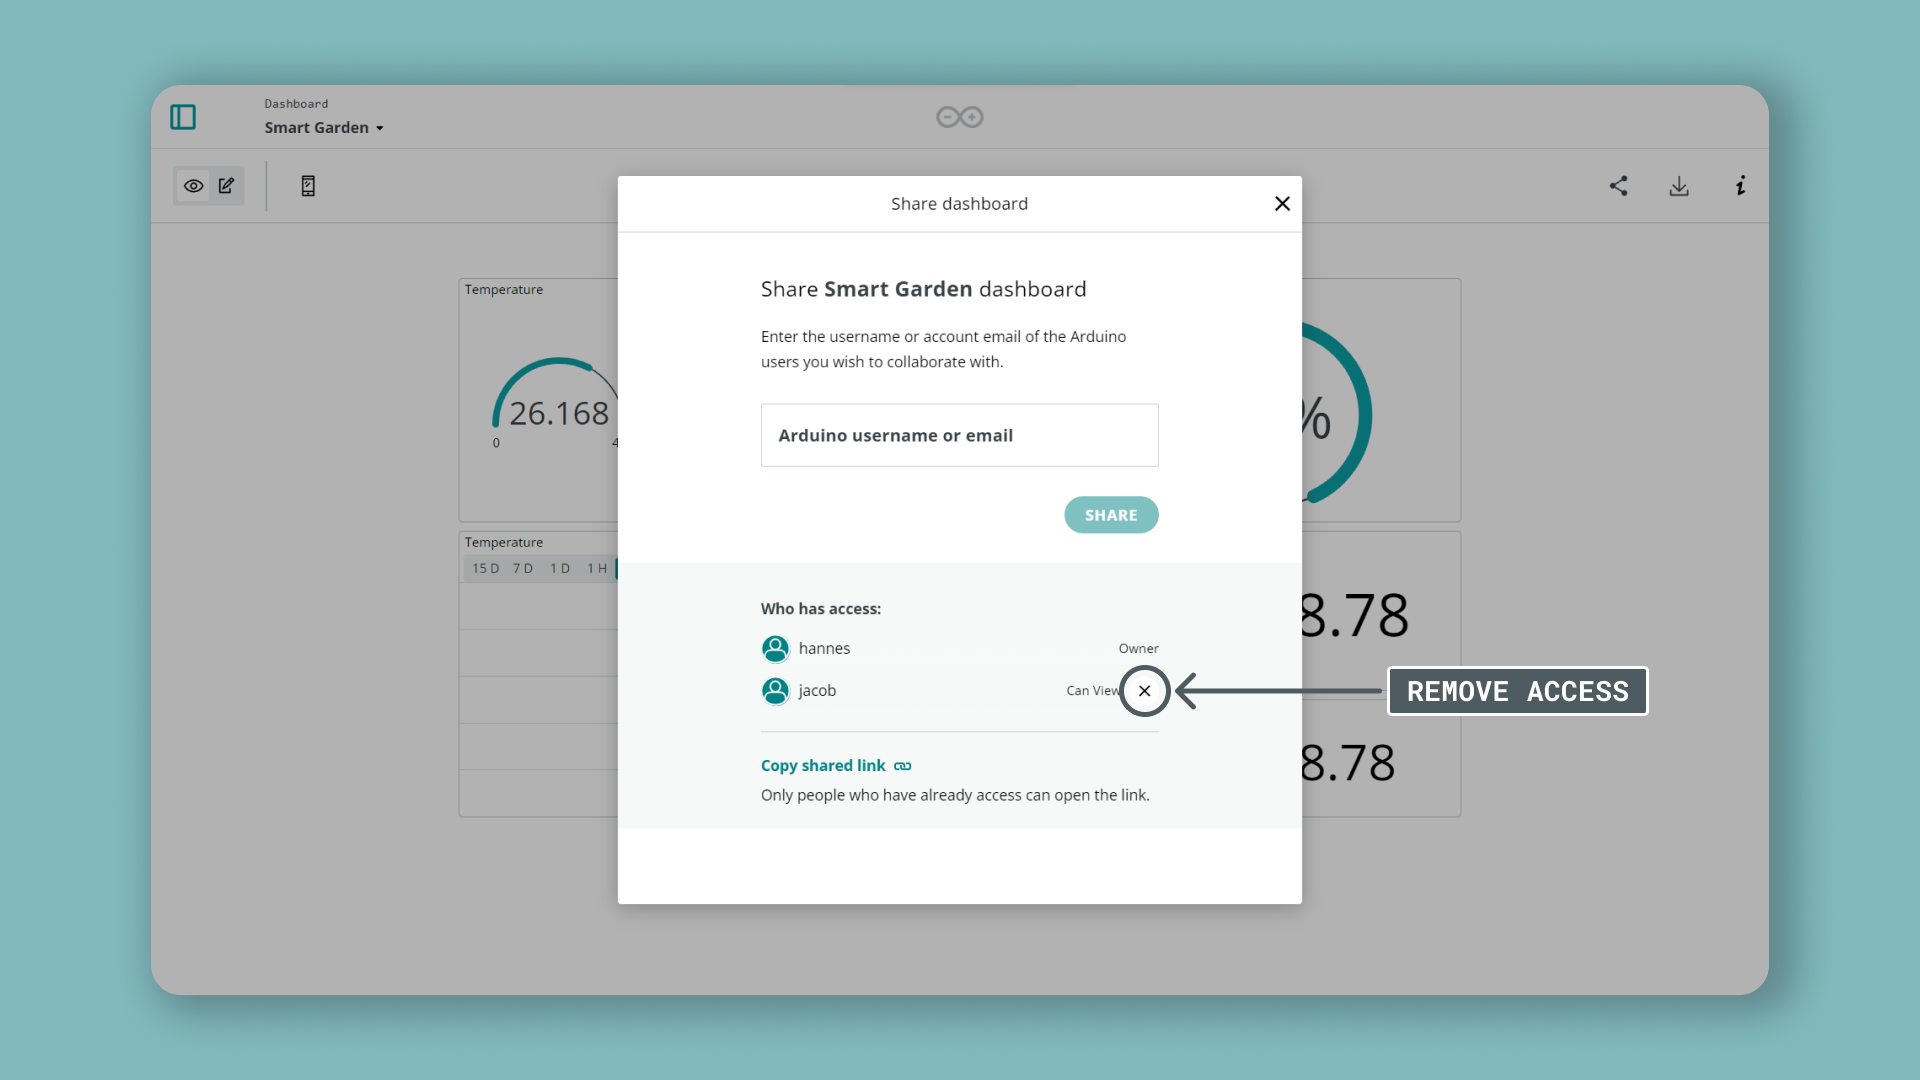 Dashboard
Smart Garden
Share dashboard
Share Smart Garden dashboard
Enter the username or account email of the Arduino
users you wish to collaborate with.
Arduino username or email
SHARE
Who has access:
hannes
Owner
jacob
Can View
REMOVE ACCESS
Copy shared link
Only people who have already access can open the link.
Temperature
26.168
0
4
%
Temperature
15 D 7 D 1 D 1 H
8.78
8.78